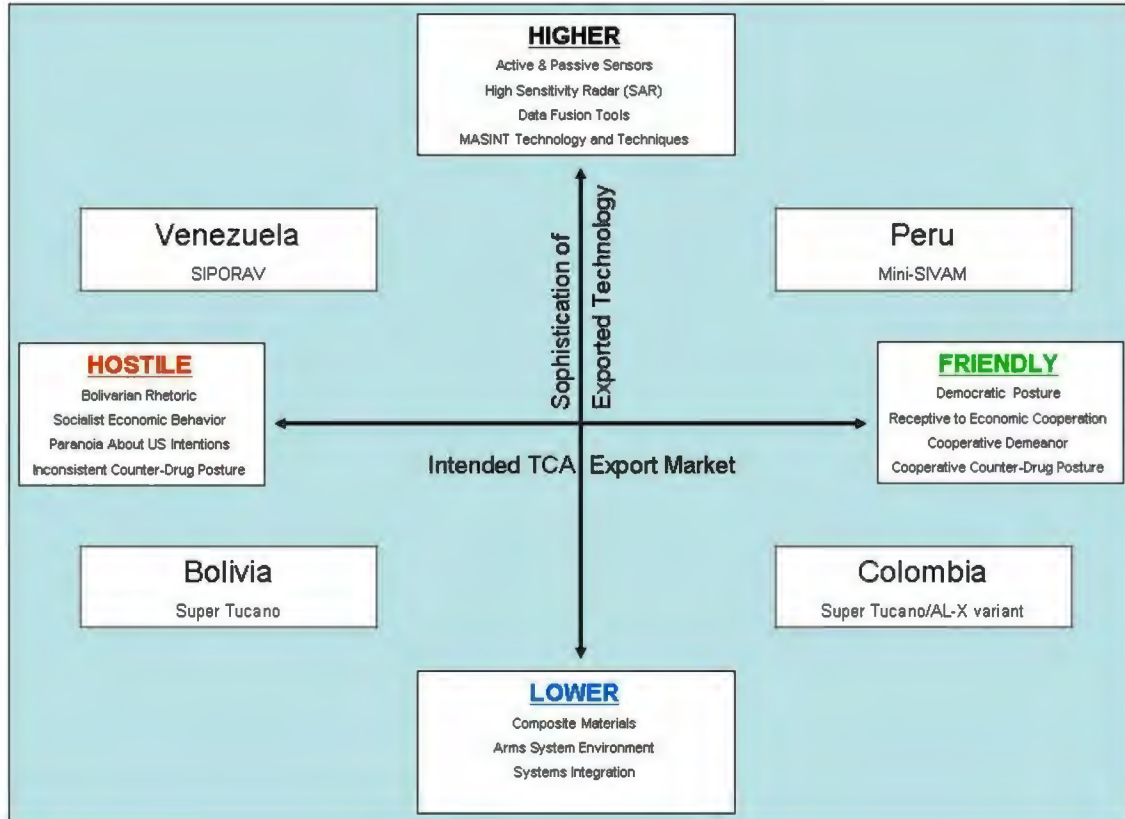 HIGHER
Active & Passive Sensors
High Sensitivity Radar (SAR)
Data Fusion Tools
MASINT Technology and Techniques
Venezuela
SIPORAV
Peru
Mini-SIVAM
Sophistication of
Exported Technology
HOSTILE
Bolivarian Rhetoric
Socialist Economic Behavior
Paranoia About US Intentions
Inconsistent Counter-Drug Posture
FRIENDLY
Democratic Posture
Receptive to Economic Cooperation
Cooperative Demeanor
Cooperative Counter-Drug Posture
Intended TCA Export Market
Bolivia
Super Tucano
Colombia
Super Tucano/AL-X variant
LOWER
Composite Materials
Arms System Environment
Systems Integration